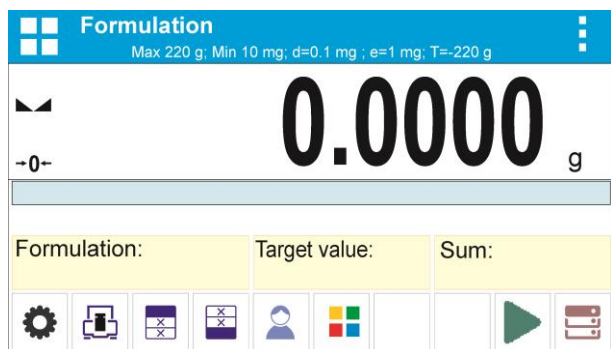 Formulation
Max 220 g; Min 10 mg; d=0.1 mg ; e=1 mg; T=-220 g
0.0000 g
→0←
Formulation: Target value: Sum: